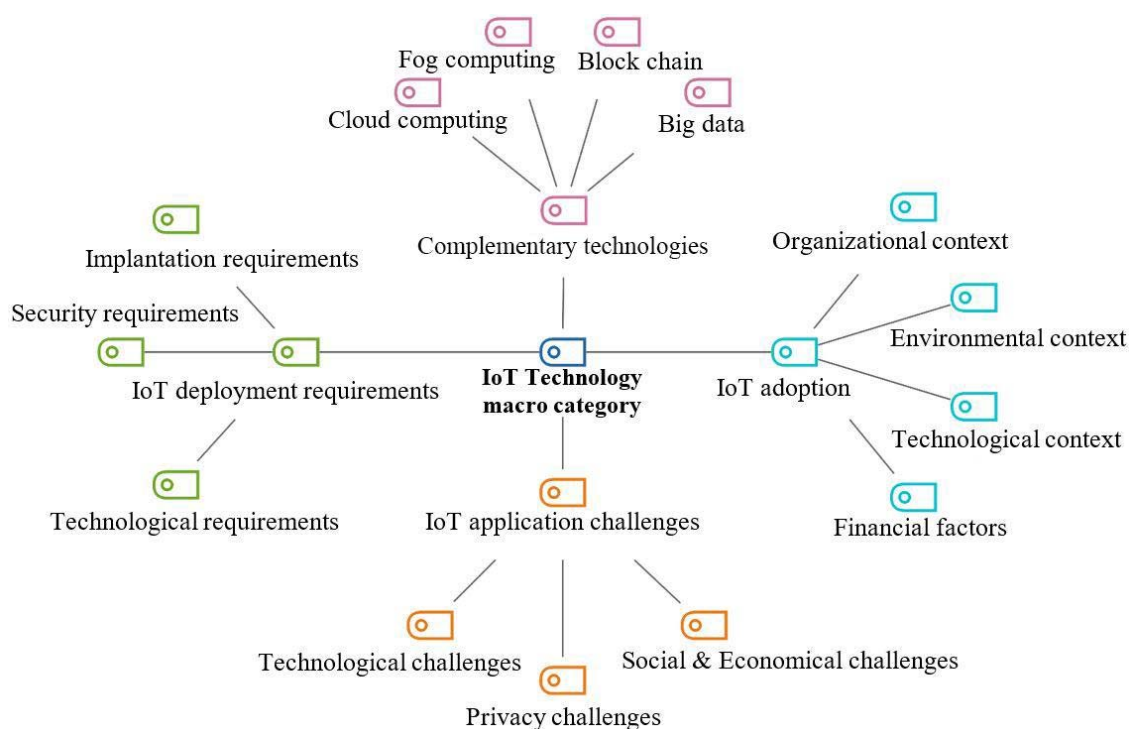 Fog computing
Block chain
Cloud computing
Big data
Complementary technologies
Organizational context
Implantation requirements
Security requirements
Environmental context
IoT deployment requirements
IoT Technology
macro category
IoT adoption
Technological context
Technological requirements
IoT application challenges
Financial factors
Technological challenges
Social & Economical challenges
Privacy challenges